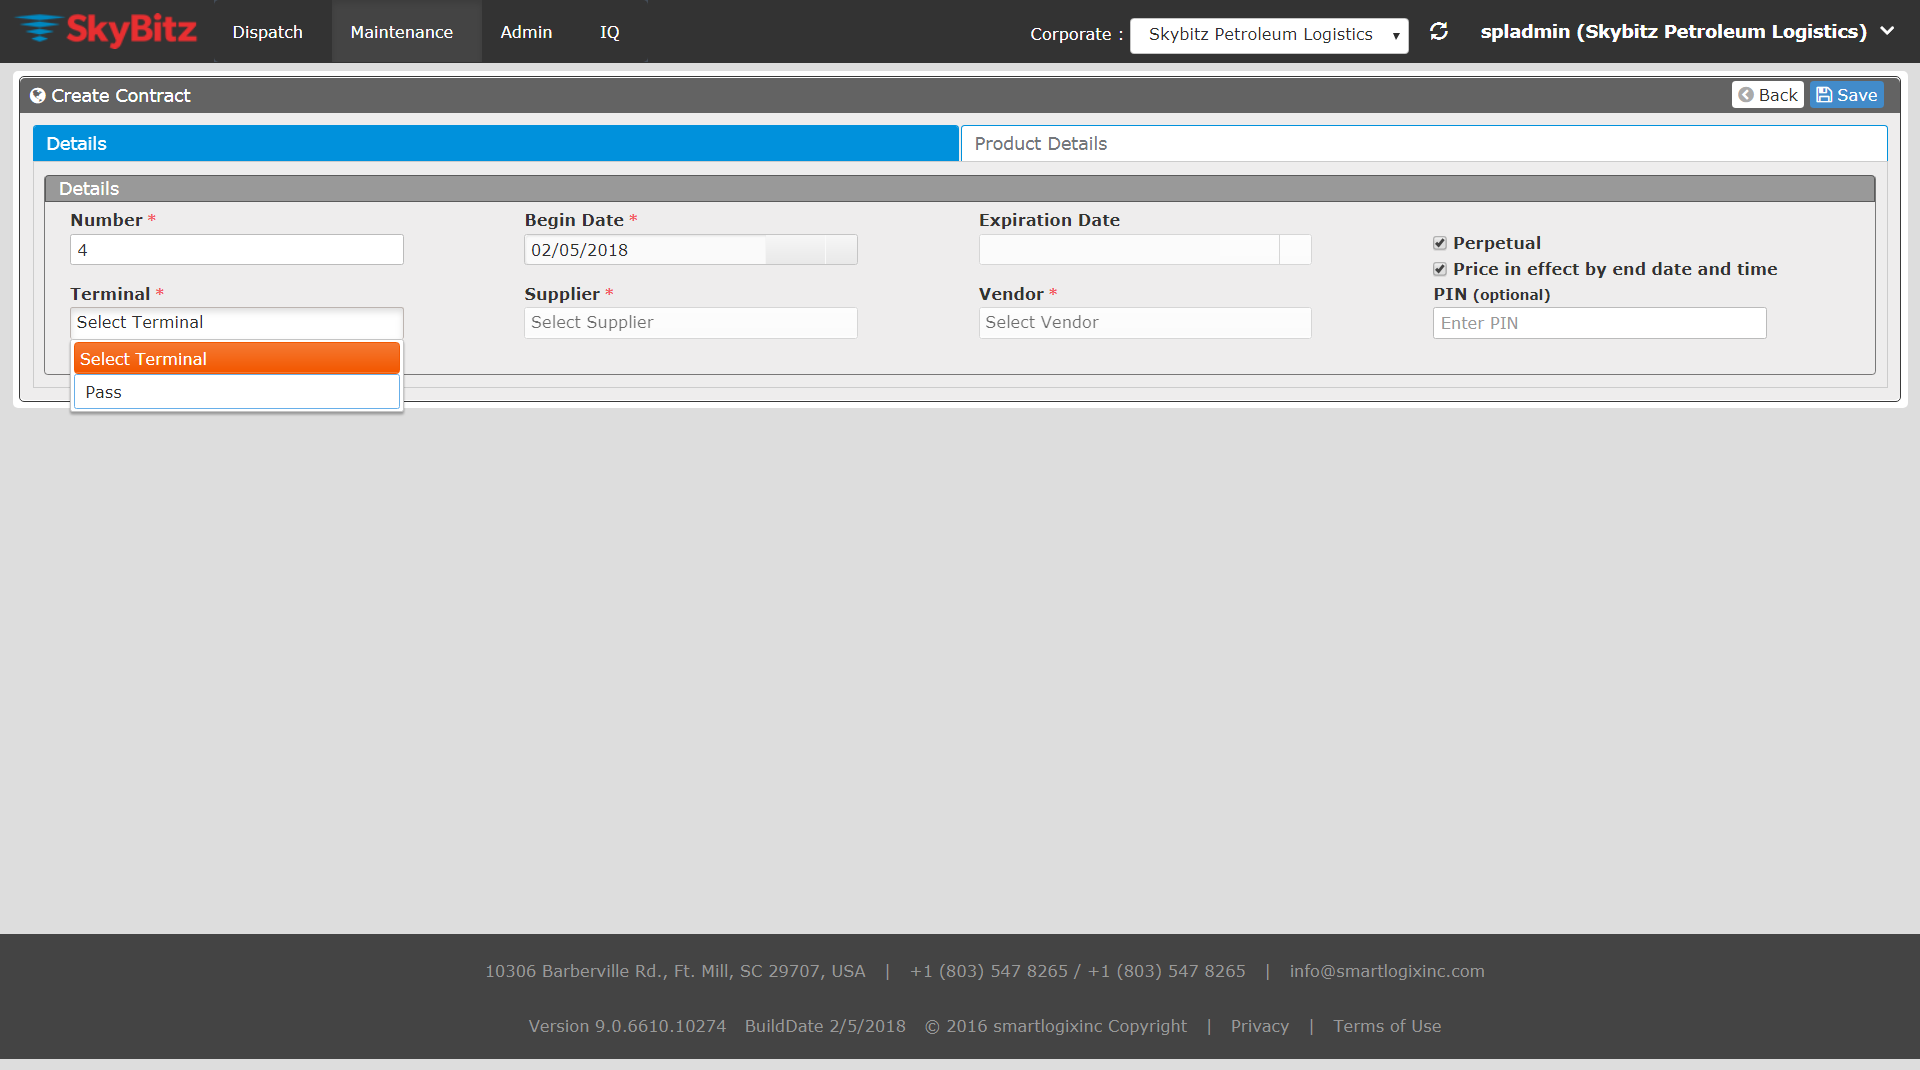 SkyBitz Dispatch Maintenance Admin IQ Corporate : Skybitz Petroleum Logistics spladmin (Skybitz Petroleum Logistics)
Create Contract Back Save
Details Product Details
Details
Number * Begin Date * Expiration Date
4 02/05/2018 Perpetual
Price in effect by end date and time
Terminal * Supplier * Vendor * PIN (optional)
Select Terminal Select Supplier Select Vendor Enter PIN
Select Terminal
Pass
10306 Barberville Rd., Ft. Mill, SC 29707, USA | +1 (803) 547 8265 / +1 (803) 547 8265 | info@smartlogixinc.com
Version 9.0.6610.10274 BuildDate 2/5/2018 © 2016 smartlogixinc Copyright | Privacy | Terms of Use